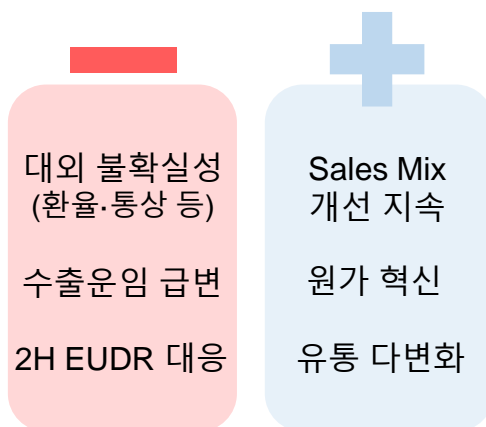 대외 불확실성
(환율·통상 등)
수출운임 급변
2H EUDR 대응
Sales Mix
개선 지속
원가 혁신
유통 다변화